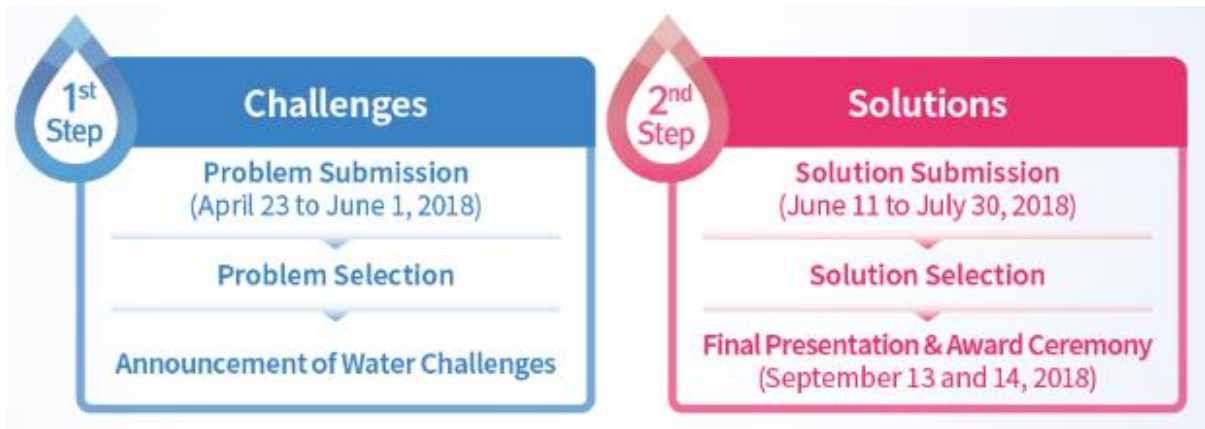 1st
Step
Challenges
Problem Submission
(April 23 to June 1, 2018)
Problem Selection
Announcement of Water Challenges
2nd
Step
Solutions
Solution Submission
(June 11 to July 30, 2018)
Solution Selection
Final Presentation & Award Ceremony
(September 13 and 14, 2018)